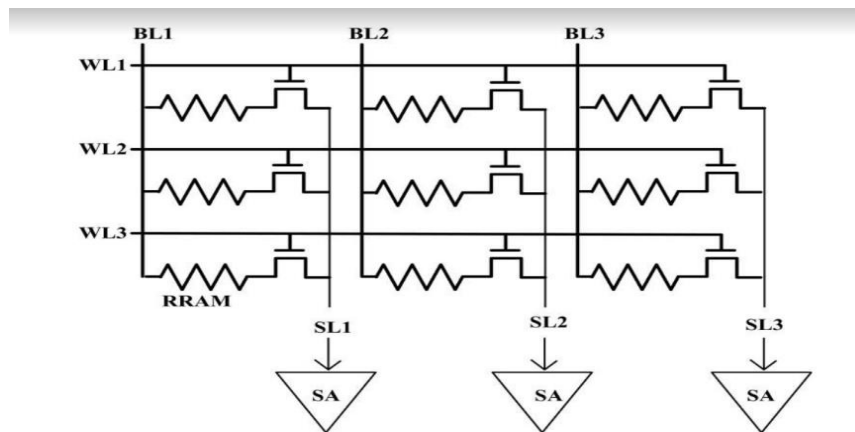 BL1 BL2 BL3
WL1
WL2
WL3
RRAM
SL1 SL2 SL3
SA SA SA